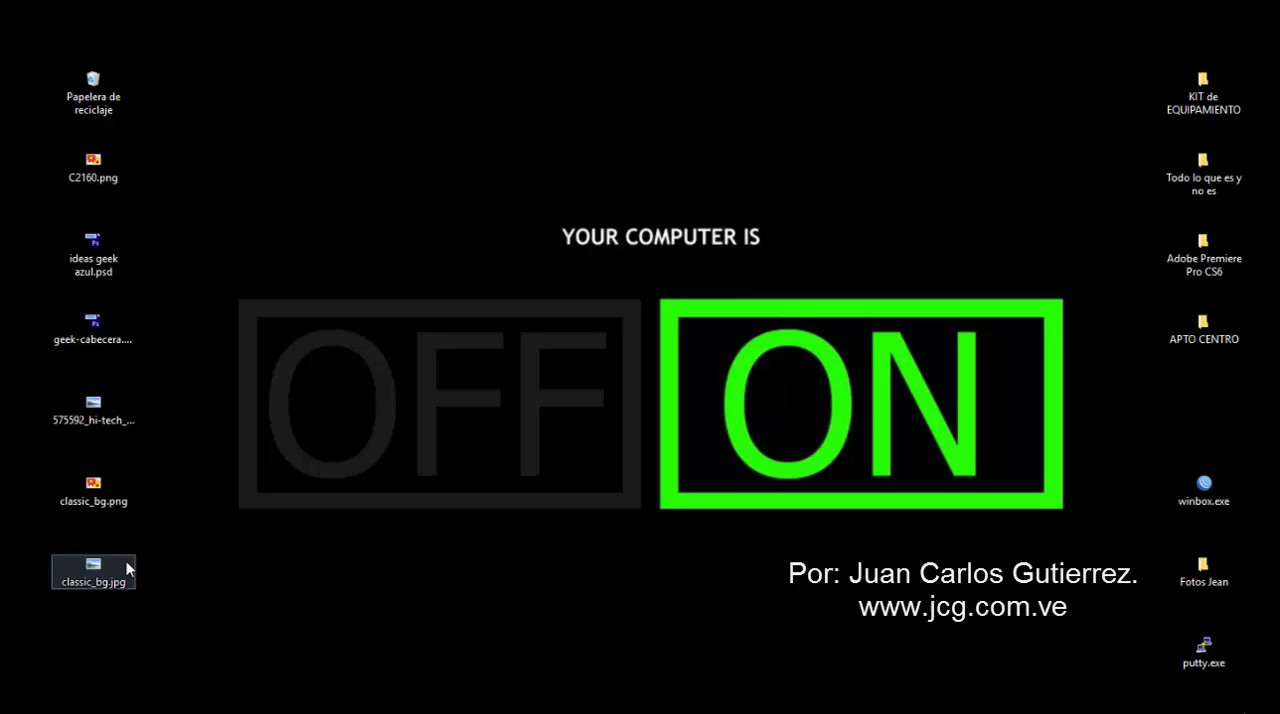 Papelera de
reciclaje
C2160.png
ideas geek
azul.psd
geek-cabecera....
575592_hi-tech_...
classic_bg.png
classic_bg.jpg
YOUR COMPUTER IS
OFF
ON
Por: Juan Carlos Gutierrez.
www.jcg.com.ve
KIT de
EQUIPAMIENTO
Todo lo que es y
no es
Adobe Premiere
Pro CS6
APTO CENTRO
winbox.exe
Fotos Jean
putty.exe